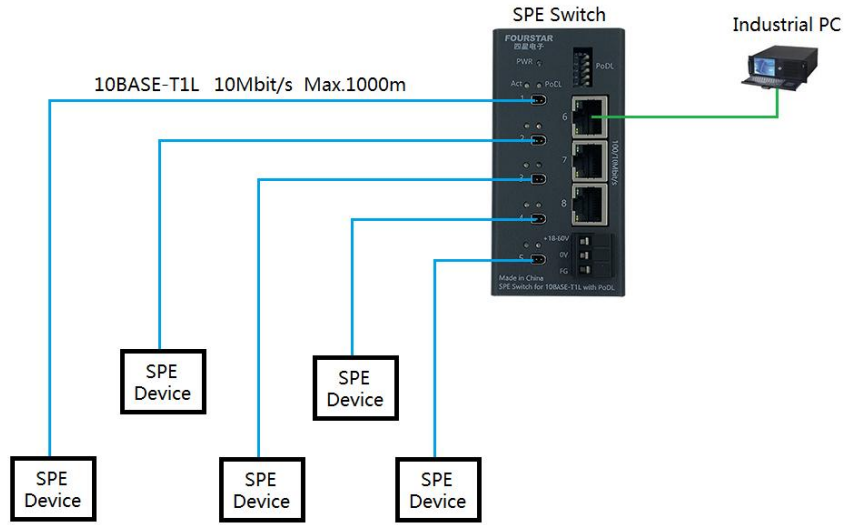 SPE Switch
Industrial PC
FOURSTAR
四星电子
PWR
PoDL
Act
PoDL
10BASE-T1L 10Mbit/s Max.1000m
1
6
2
100/10Mbit/s
7
3
8
4
+18-60V
5
0V
FG
Made in China
SPE Switch for 10BASE-T1L with PoDL
SPE
Device
SPE
Device
SPE
Device
SPE
Device
SPE
Device